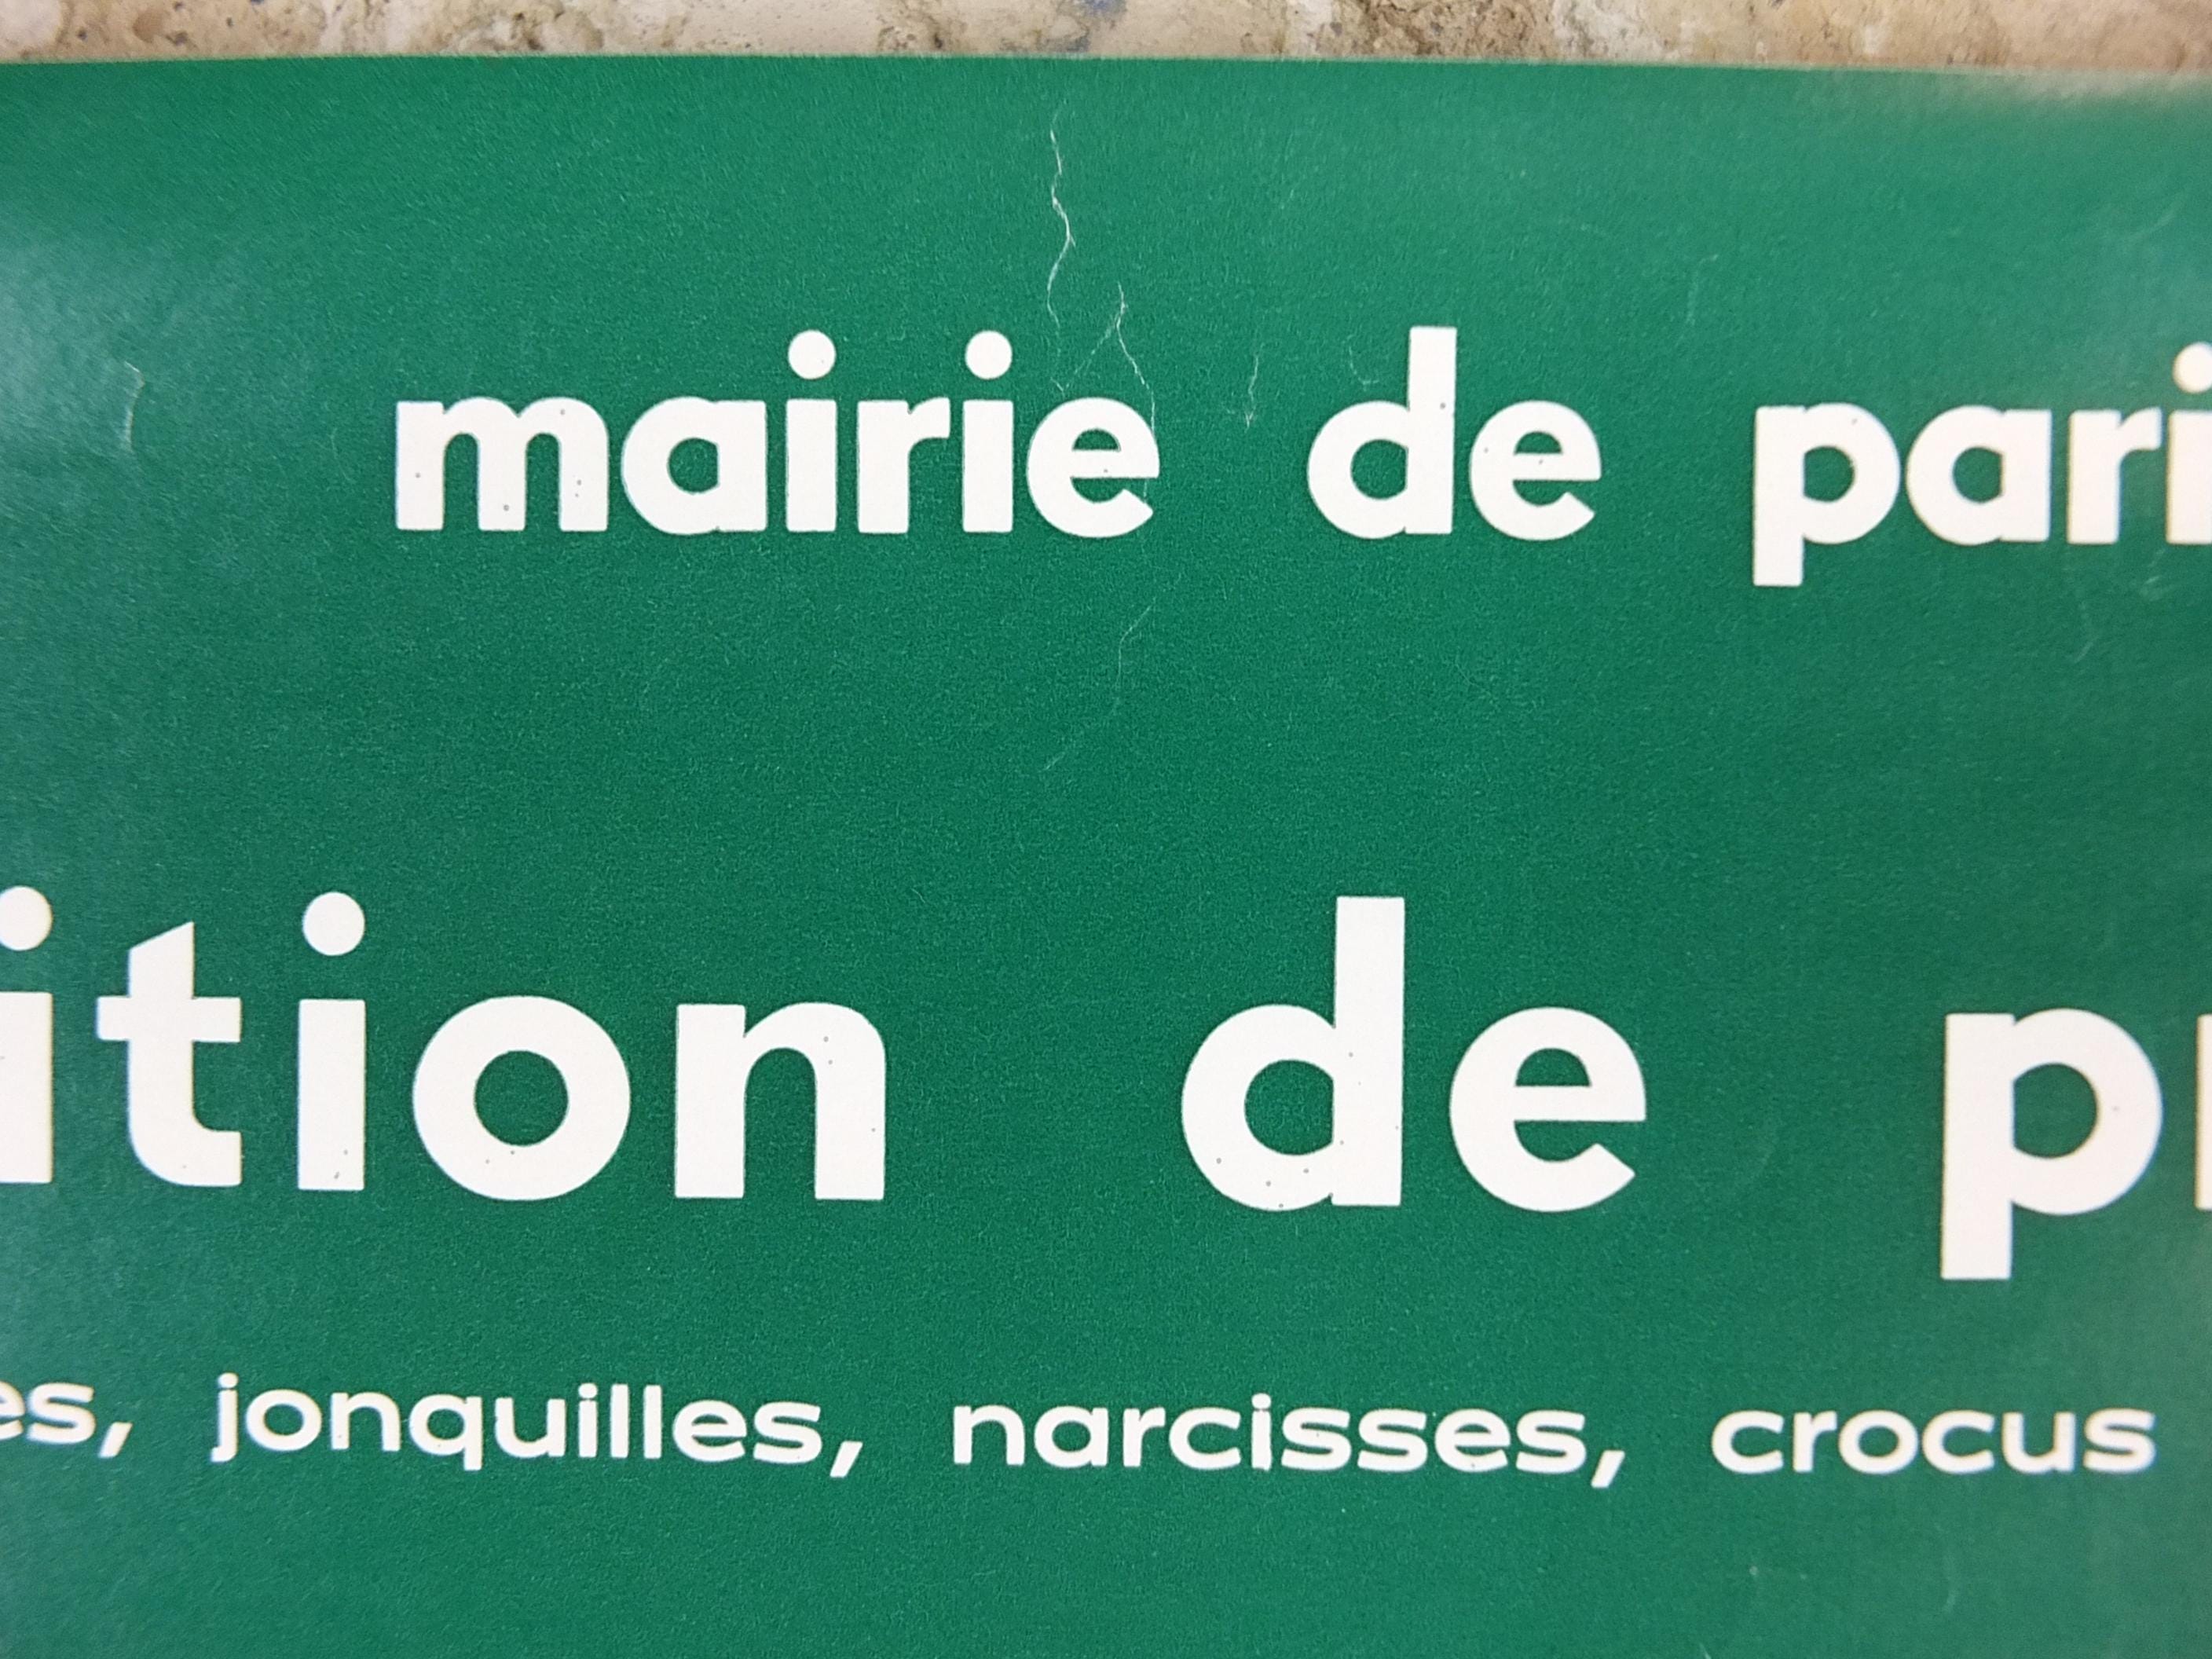 mairie de pari
ition de p
es, jonquilles, narcisses, crocus